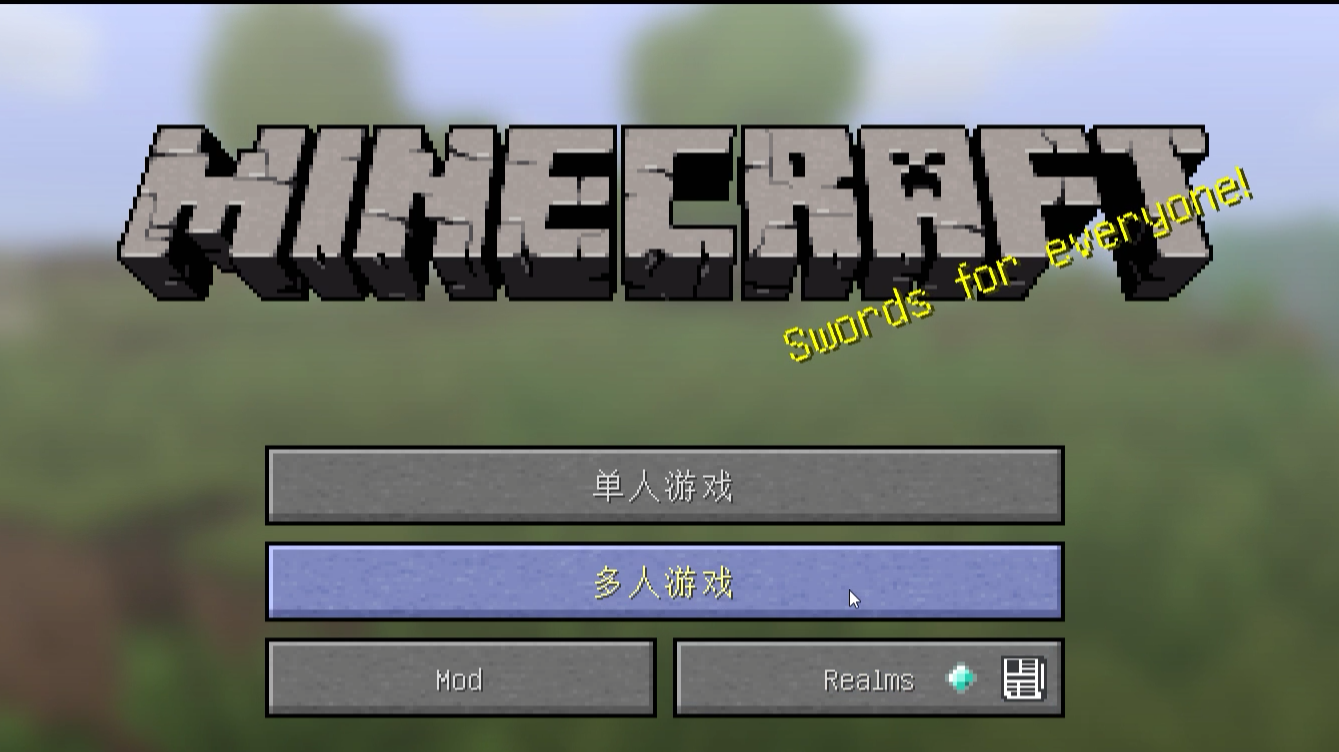 MINECRAFT
Swords for everyone!
单人游戏
多人游戏
Mod
Realms